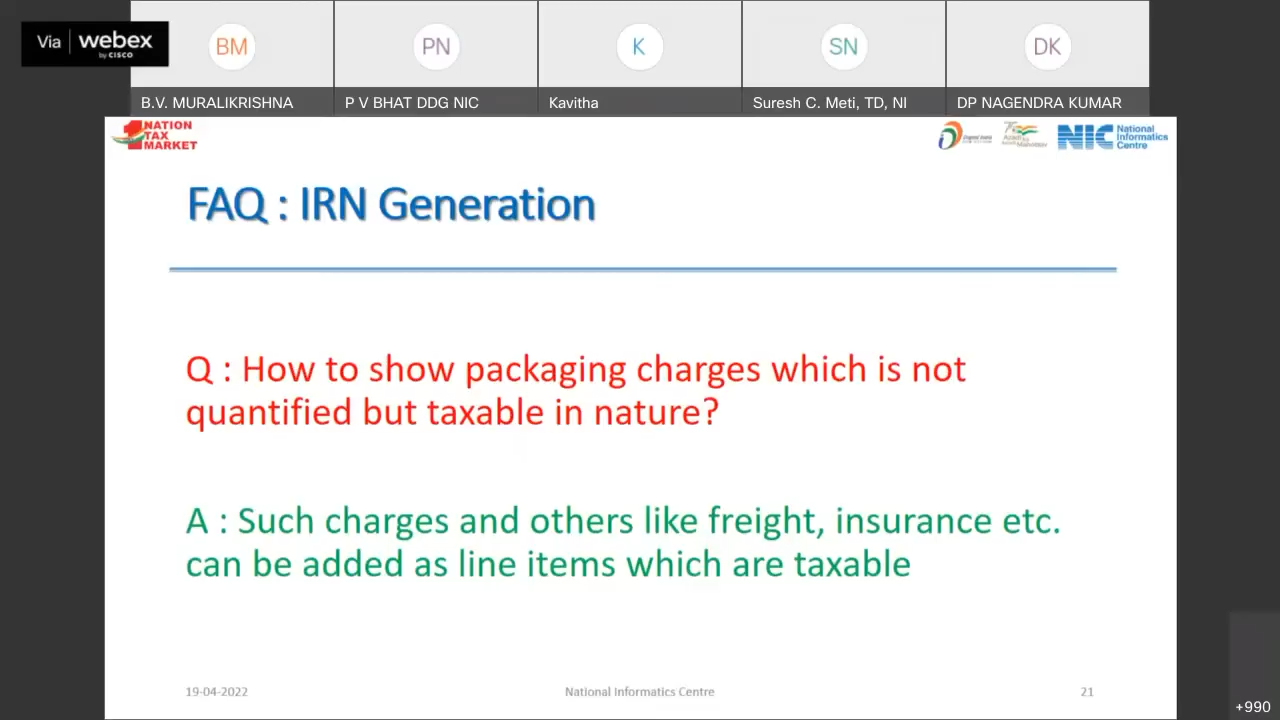 Via webex
by CISCO
BM
PN
K
SN
DK
B.V. MURALIKRISHNA
P V BHAT DDG NIC
Kavitha
Suresh C. Meti, TD, NI
DP NAGENDRA KUMAR
1 NATION
TAX
MARKET
NIC National
Informatics
Centre
FAQ : IRN Generation
Q : How to show packaging charges which is not
quantified but taxable in nature?
A : Such charges and others like freight, insurance etc.
can be added as line items which are taxable
19-04-2022
National Informatics Centre
21
+990